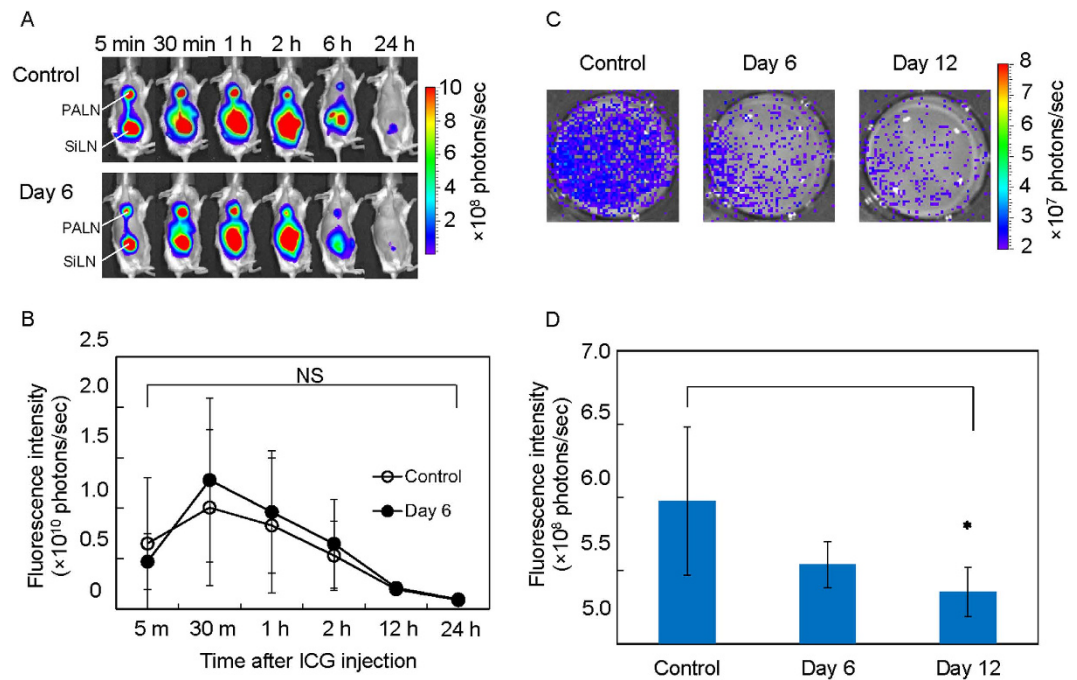 A
5 min 30 min 1 h 2 h 6 h 24 h
Control
PALN
SiLN
Day 6
PALN
SiLN
10
8
6
4
2
×10⁸ photons/sec
C
Control Day 6 Day 12
8
7
6
5
4
3
2
×10⁷ photons/sec
B
Fluorescence intensity
(×10¹⁰ photons/sec)
2.5
2.0
1.5
1.0
0.5
0
NS
Control
Day 6
5 m 30 m 1 h 2 h 12 h 24 h
Time after ICG injection
D
Fluorescence intensity
(×10⁸ photons/sec)
7.0
6.5
6.0
5.5
5.0
*
Control Day 6 Day 12